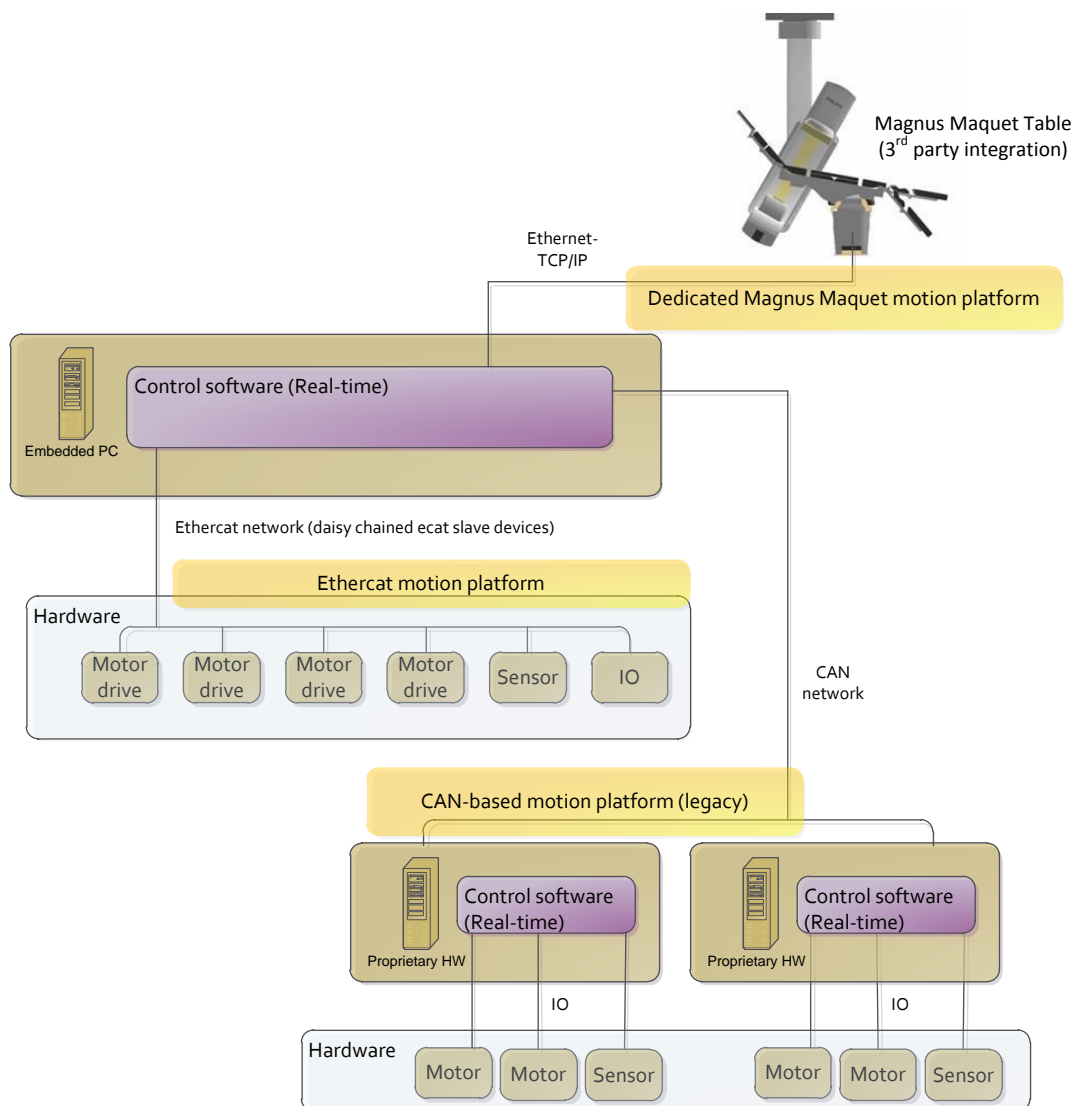 Magnus Maquet Table
(3rd party integration)
Ethernet-
TCP/IP
Dedicated Magnus Maquet motion platform
Control software (Real-time)
Embedded PC
Ethercat network (daisy chained ecat slave devices)
Ethercat motion platform
Hardware
Motor
drive
Motor
drive
Motor
drive
Motor
drive
Sensor
IO
CAN
network
CAN-based motion platform (legacy)
Control software
(Real-time)
Proprietary HW
Control software
(Real-time)
Proprietary HW
IO
IO
Hardware
Motor
Motor
Sensor
Motor
Motor
Sensor